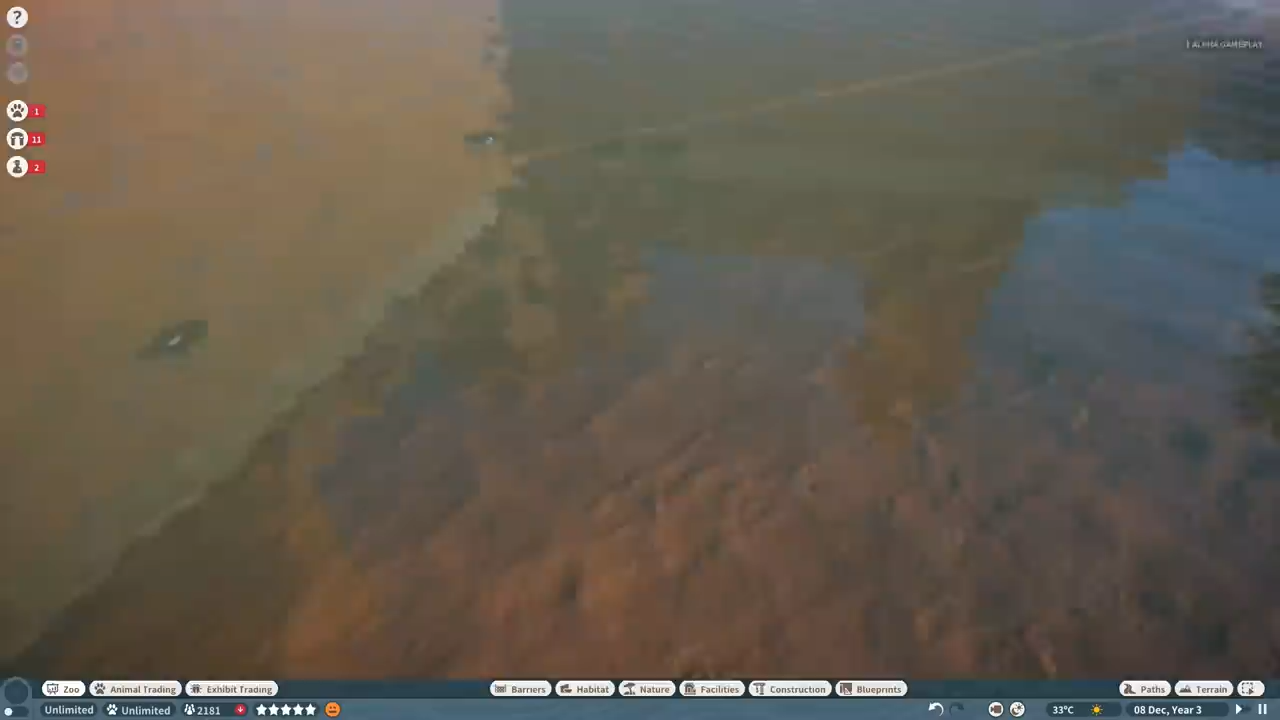 ?
ALPHA GAMEPLAY
1
11
2
Zoo
Animal Trading
Exhibit Trading
Barriers
Habitat
Nature
Facilities
Construction
Blueprints
Paths
Terrain
Unlimited
Unlimited
2181
33°C
08 Dec, Year 3